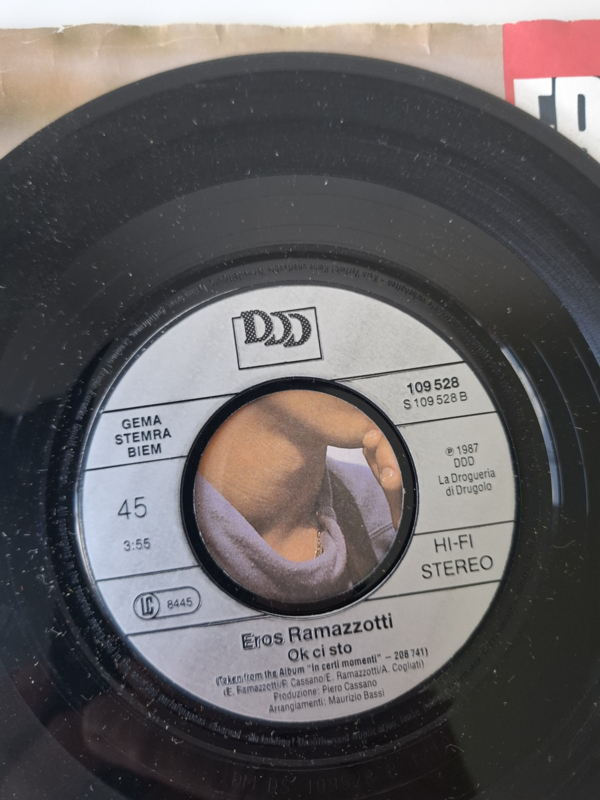 DDD
109 528
S 109 528 B
GEMA
STEMRA
BIEM
℗ 1987
DDD
La Drogueria
di Drugolo
45
3:55
HI-FI
STEREO
LC 8445
Eros Ramazzotti
Ok ci sto
(Taken from the Album "In certi momenti" – 208 741)
(E. Ramazzotti/P. Cassano/E. Ramazzotti/A. Cogliati)
Produzione: Piero Cassano
Arrangiamenti: Maurizio Bassi